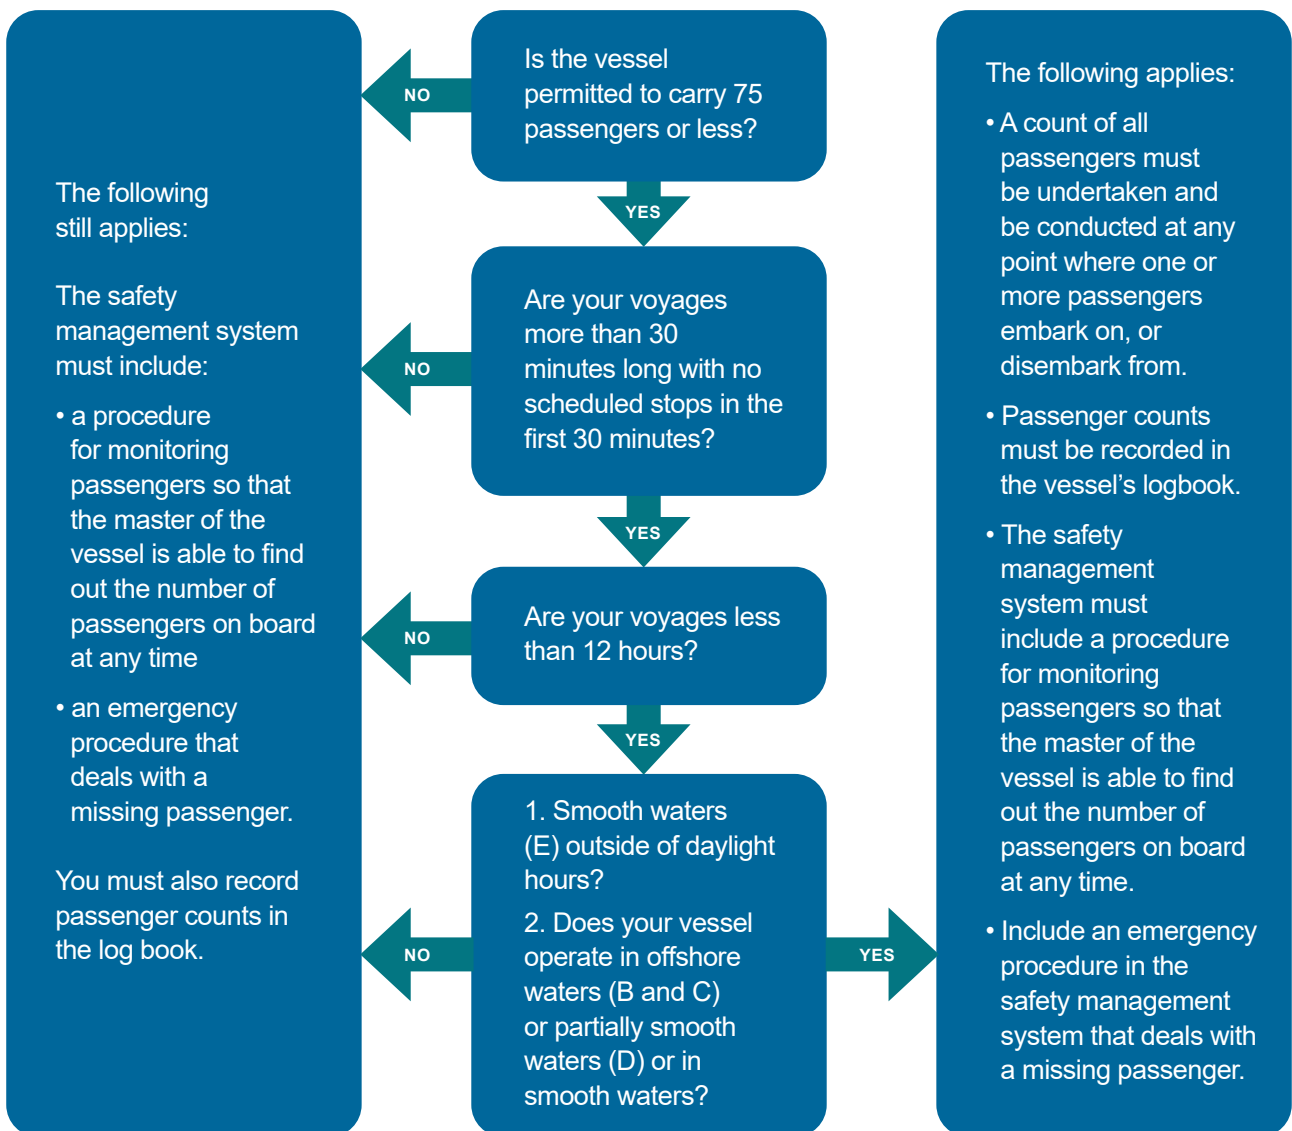 The following
still applies:
The safety
management system
must include:
• a procedure
for monitoring
passengers so that
the master of the
vessel is able to find
out the number of
passengers on board
at any time
• an emergency
procedure that
deals with a
missing passenger.
You must also record
passenger counts in
the log book.
Is the vessel
permitted to carry 75
passengers or less?
NO
YES
Are your voyages
more than 30
minutes long with no
scheduled stops in the
first 30 minutes?
NO
YES
Are your voyages less
than 12 hours?
NO
YES
1. Smooth waters
(E) outside of daylight
hours?
2. Does your vessel
operate in offshore
waters (B and C)
or partially smooth
waters (D) or in
smooth waters?
NO
YES
The following applies:
• A count of all
passengers must
be undertaken and
be conducted at any
point where one or
more passengers
embark on, or
disembark from.
• Passenger counts
must be recorded in
the vessel’s logbook.
• The safety
management
system must
include a procedure
for monitoring
passengers so that
the master of the
vessel is able to find
out the number of
passengers on board
at any time.
• Include an emergency
procedure in the
safety management
system that deals with
a missing passenger.